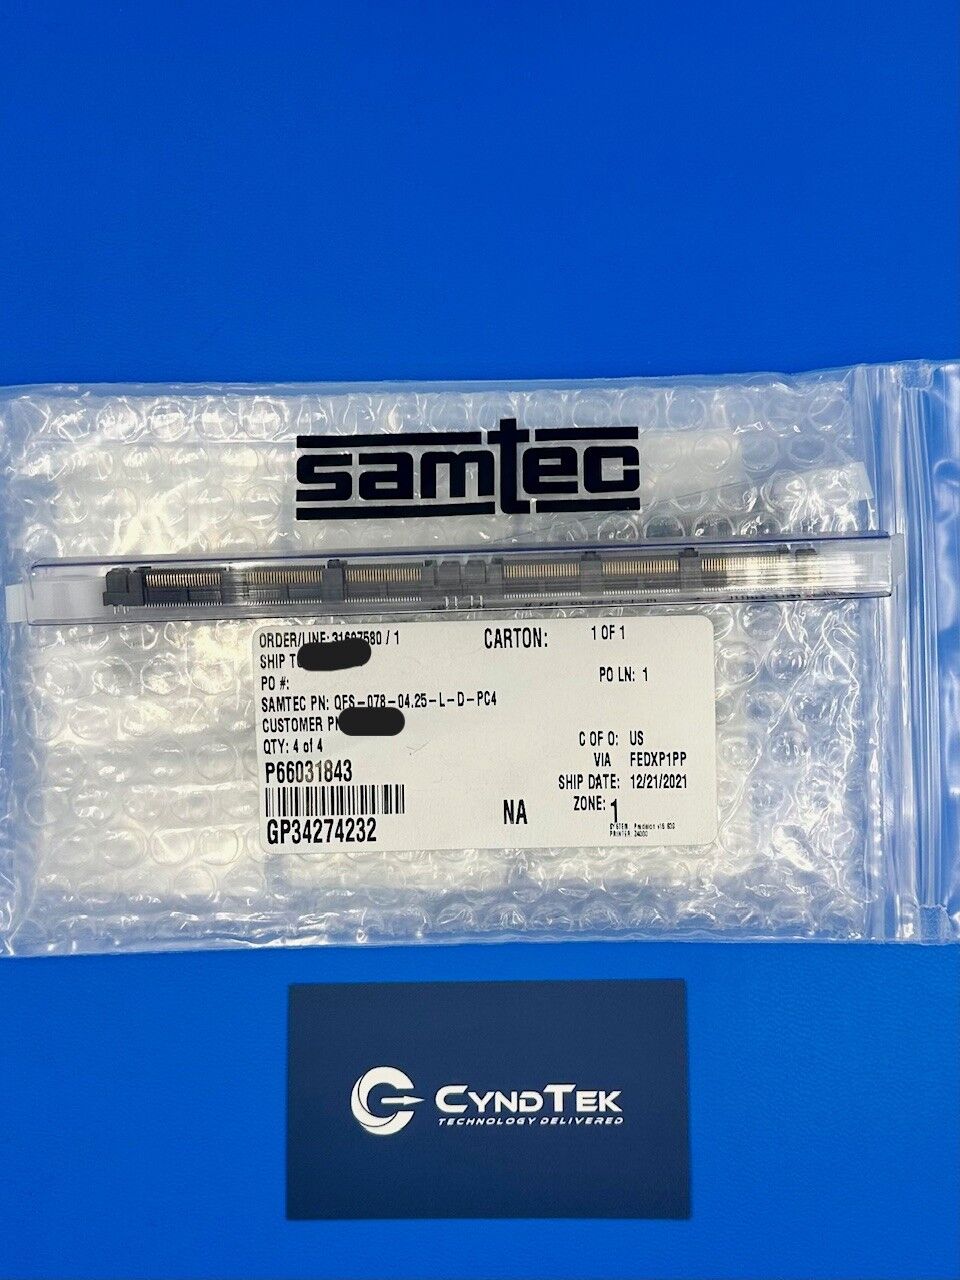 samtec
ORDER/LINE: 31697580 / 1
CARTON: 1 OF 1
SHIP
PO #:
PO LN: 1
SAMTEC PN: QFS-078-04.25-L-D-PC4
CUSTOMER PN
QTY: 4 of 4
C OF O: US
P66031843
VIA FEDXP1PP
SHIP DATE: 12/21/2021
NA
ZONE: 1
GP34274232
CYNDTEK
TECHNOLOGY DELIVERED